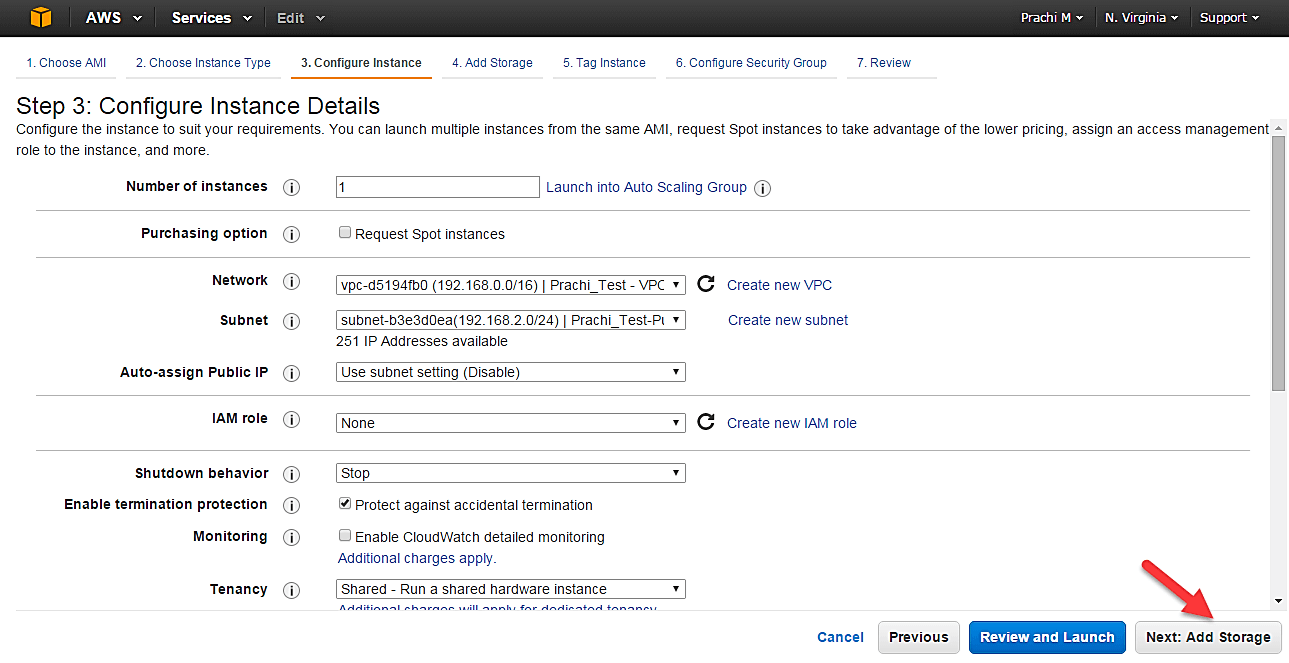 AWS Services Edit Prachi M N. Virginia Support
1. Choose AMI 2. Choose Instance Type 3. Configure Instance 4. Add Storage 5. Tag Instance 6. Configure Security Group 7. Review
Step 3: Configure Instance Details
Configure the instance to suit your requirements. You can launch multiple instances from the same AMI, request Spot instances to take advantage of the lower pricing, assign an access management
role to the instance, and more.
Number of instances 1 Launch into Auto Scaling Group
Purchasing option Request Spot instances
Network vpc-d5194fb0 (192.168.0.0/16) | Prachi_Test - VPC Create new VPC
Subnet subnet-b3e3d0ea(192.168.2.0/24) | Prachi_Test-Pu Create new subnet
251 IP Addresses available
Auto-assign Public IP Use subnet setting (Disable)
IAM role None Create new IAM role
Shutdown behavior Stop
Enable termination protection Protect against accidental termination
Monitoring Enable CloudWatch detailed monitoring
Additional charges apply.
Tenancy Shared - Run a shared hardware instance
Additional charges will apply for dedicated tenancy
Cancel Previous Review and Launch Next: Add Storage